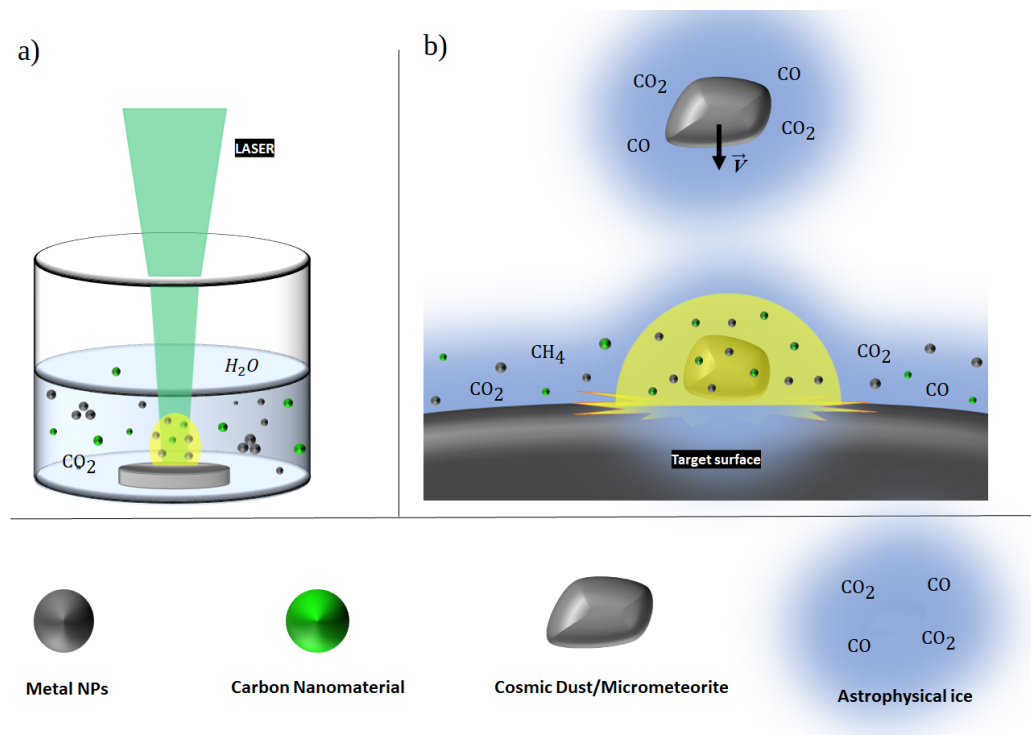 a)
LASER
H₂O
CO₂
b)
CO₂
CO
CO
CO₂
V⃗
CH₄
CO₂
CO₂
CO
Target surface
Metal NPs
Carbon Nanomaterial
Cosmic Dust/Micrometeorite
CO₂
CO
CO
CO₂
Astrophysical ice